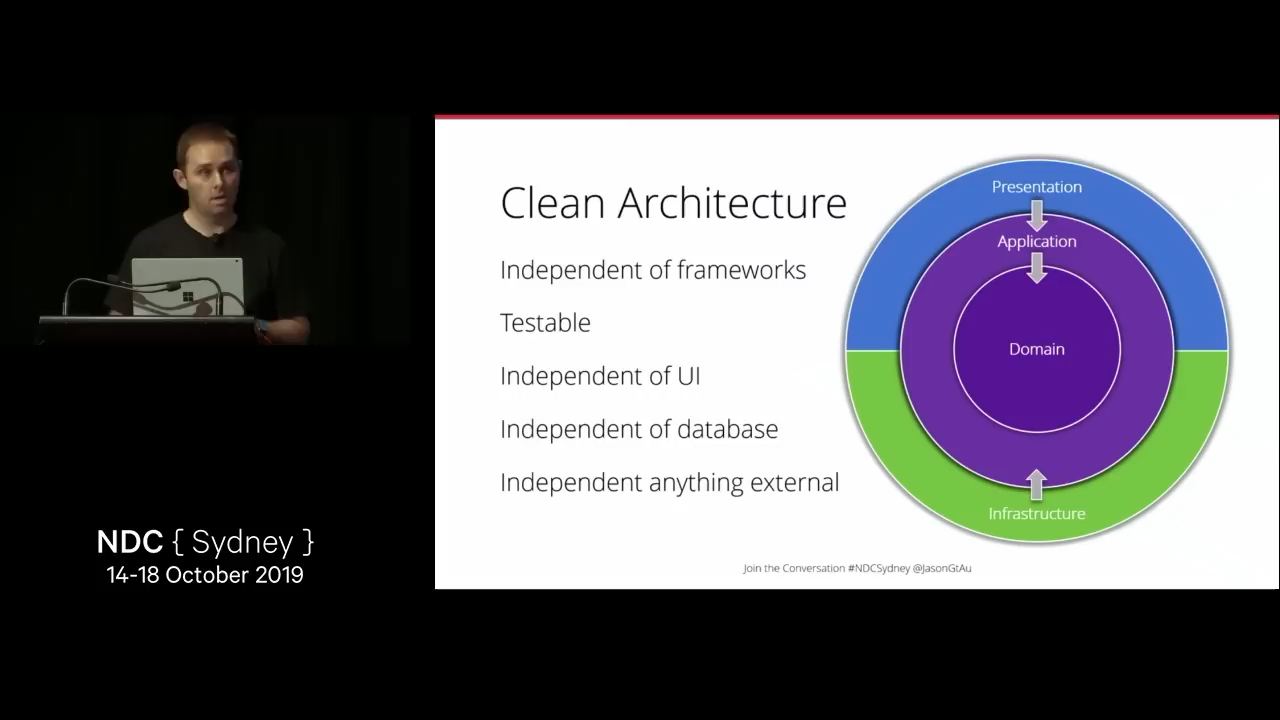 Clean Architecture
Independent of frameworks
Testable
Independent of UI
Independent of database
Independent anything external
Presentation
Application
Domain
Infrastructure
Join the Conversation #NDCSydney @JasonGtAu
NDC { Sydney }
14-18 October 2019